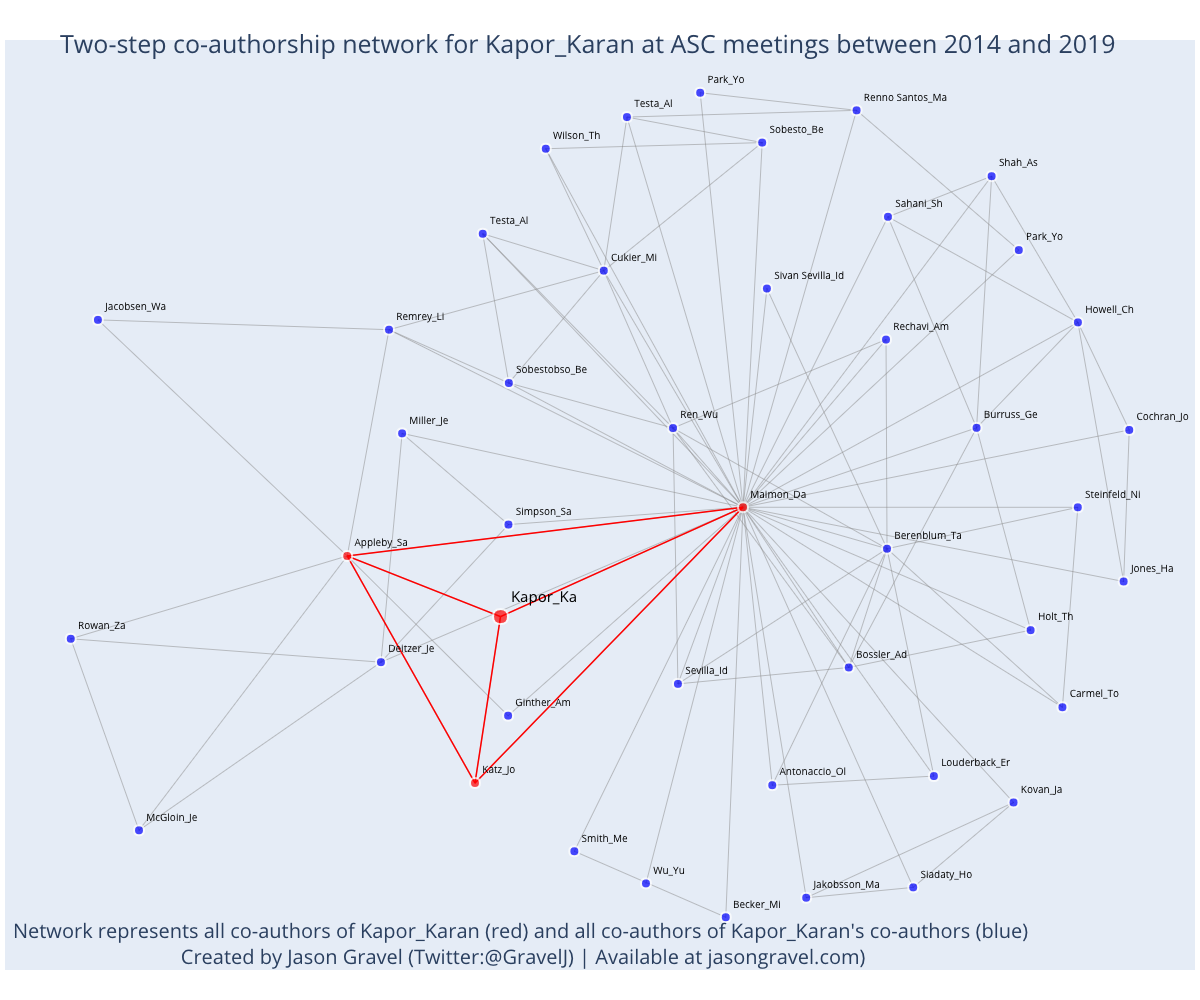 Two-step co-authorship network for Kapor_Karan at ASC meetings between 2014 and 2019
Park_Yo
Renno Santos_Ma
Testa_Al
Sobesto_Be
Wilson_Th
Shah_As
Sahani_Sh
Testa_Al
Park_Yo
Cukier_Mi
Sivan Sevilla_Id
Jacobsen_Wa
Remrey_Li
Howell_Ch
Rechavi_Am
Sobestobso_Be
Miller_Je
Ren_Wu
Burruss_Ge
Cochran_Jo
Maimon_Da
Steinfeld_Ni
Simpson_Sa
Appleby_Sa
Berenblum_Ta
Jones_Ha
Kapor_Ka
Holt_Th
Rowan_Za
Deitzer_Je
Bossler_Ad
Sevilla_Id
Carmel_To
Ginther_Am
Katz_Jo
Antonaccio_Ol
Louderback_Er
Kovan_Ja
McGloin_Je
Smith_Me
Wu_Yu
Siadaty_Ho
Jakobsson_Ma
Becker_Mi
Network represents all co-authors of Kapor_Karan (red) and all co-authors of Kapor_Karan's co-authors (blue)
Created by Jason Gravel (Twitter:@GravelJ) | Available at jasongravel.com)